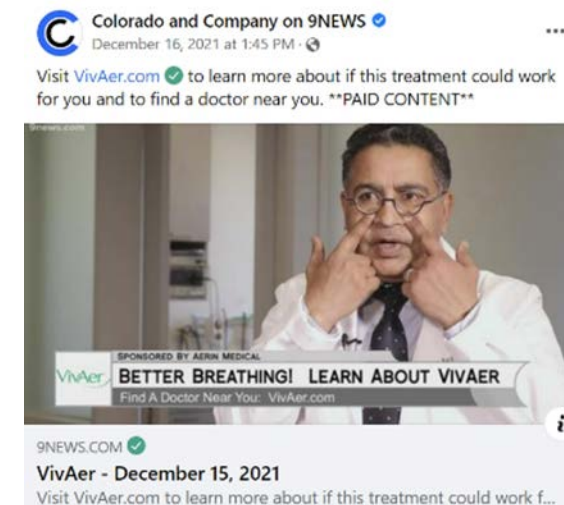 Colorado and Company on 9NEWS
December 16, 2021 at 1:45 PM ·
Visit VivAer.com to learn more about if this treatment could work
for you and to find a doctor near you. **PAID CONTENT**
9news.com
SPONSORED BY AERIN MEDICAL
VivAer
BETTER BREATHING! LEARN ABOUT VIVAER
Find A Doctor Near You: VivAer.com
9NEWS.COM
VivAer - December 15, 2021
Visit VivAer.com to learn more about if this treatment could work f...